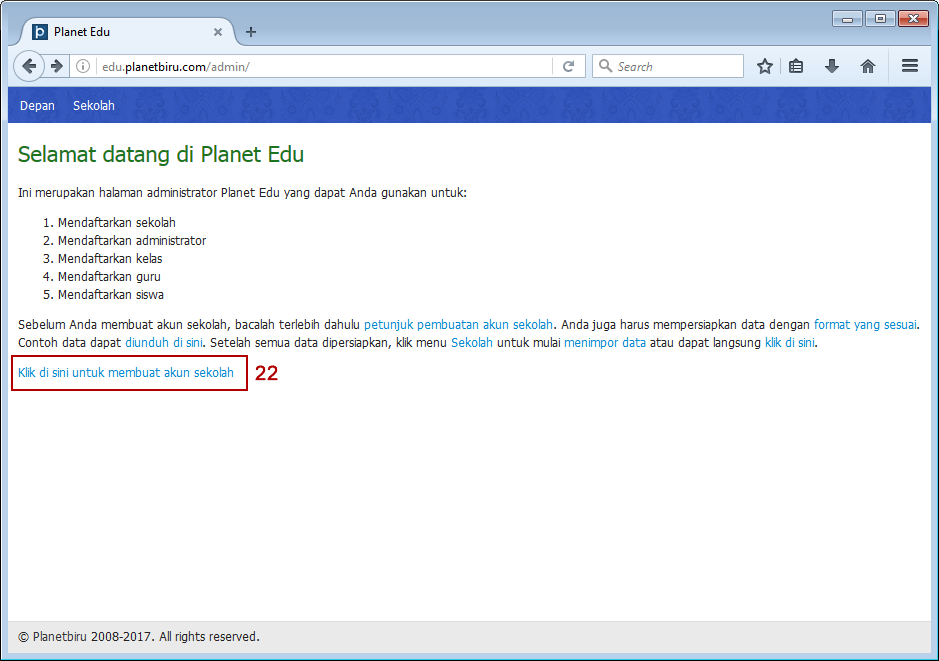 Planet Edu
edu.planetbiru.com/admin/
Search
Depan Sekolah
Selamat datang di Planet Edu
Ini merupakan halaman administrator Planet Edu yang dapat Anda gunakan untuk:
1. Mendaftarkan sekolah
2. Mendaftarkan administrator
3. Mendaftarkan kelas
4. Mendaftarkan guru
5. Mendaftarkan siswa
Sebelum Anda membuat akun sekolah, bacalah terlebih dahulu petunjuk pembuatan akun sekolah. Anda juga harus mempersiapkan data dengan format yang sesuai.
Contoh data dapat diunduh di sini. Setelah semua data dipersiapkan, klik menu Sekolah untuk mulai menimpor data atau dapat langsung klik di sini.
Klik di sini untuk membuat akun sekolah 22
© Planetbiru 2008-2017. All rights reserved.